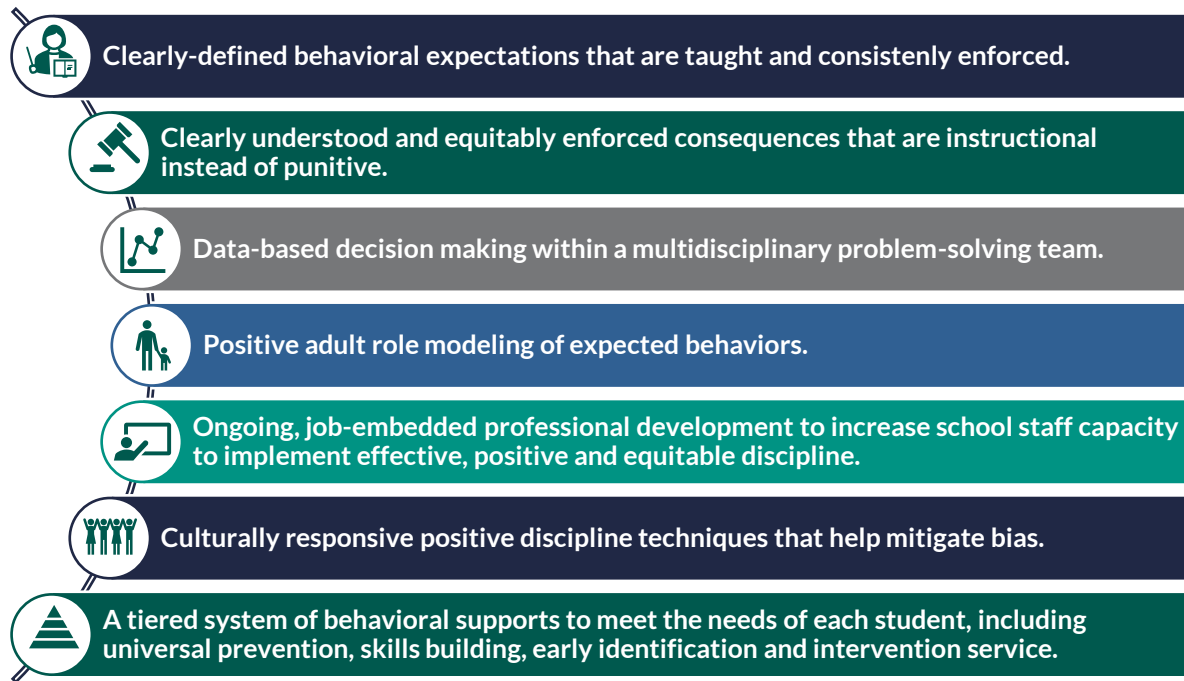 Clearly-defined behavioral expectations that are taught and consistenly enforced.
Clearly understood and equitably enforced consequences that are instructional
instead of punitive.
Data-based decision making within a multidisciplinary problem-solving team.
Positive adult role modeling of expected behaviors.
Ongoing, job-embedded professional development to increase school staff capacity
to implement effective, positive and equitable discipline.
Culturally responsive positive discipline techniques that help mitigate bias.
A tiered system of behavioral supports to meet the needs of each student, including
universal prevention, skills building, early identification and intervention service.